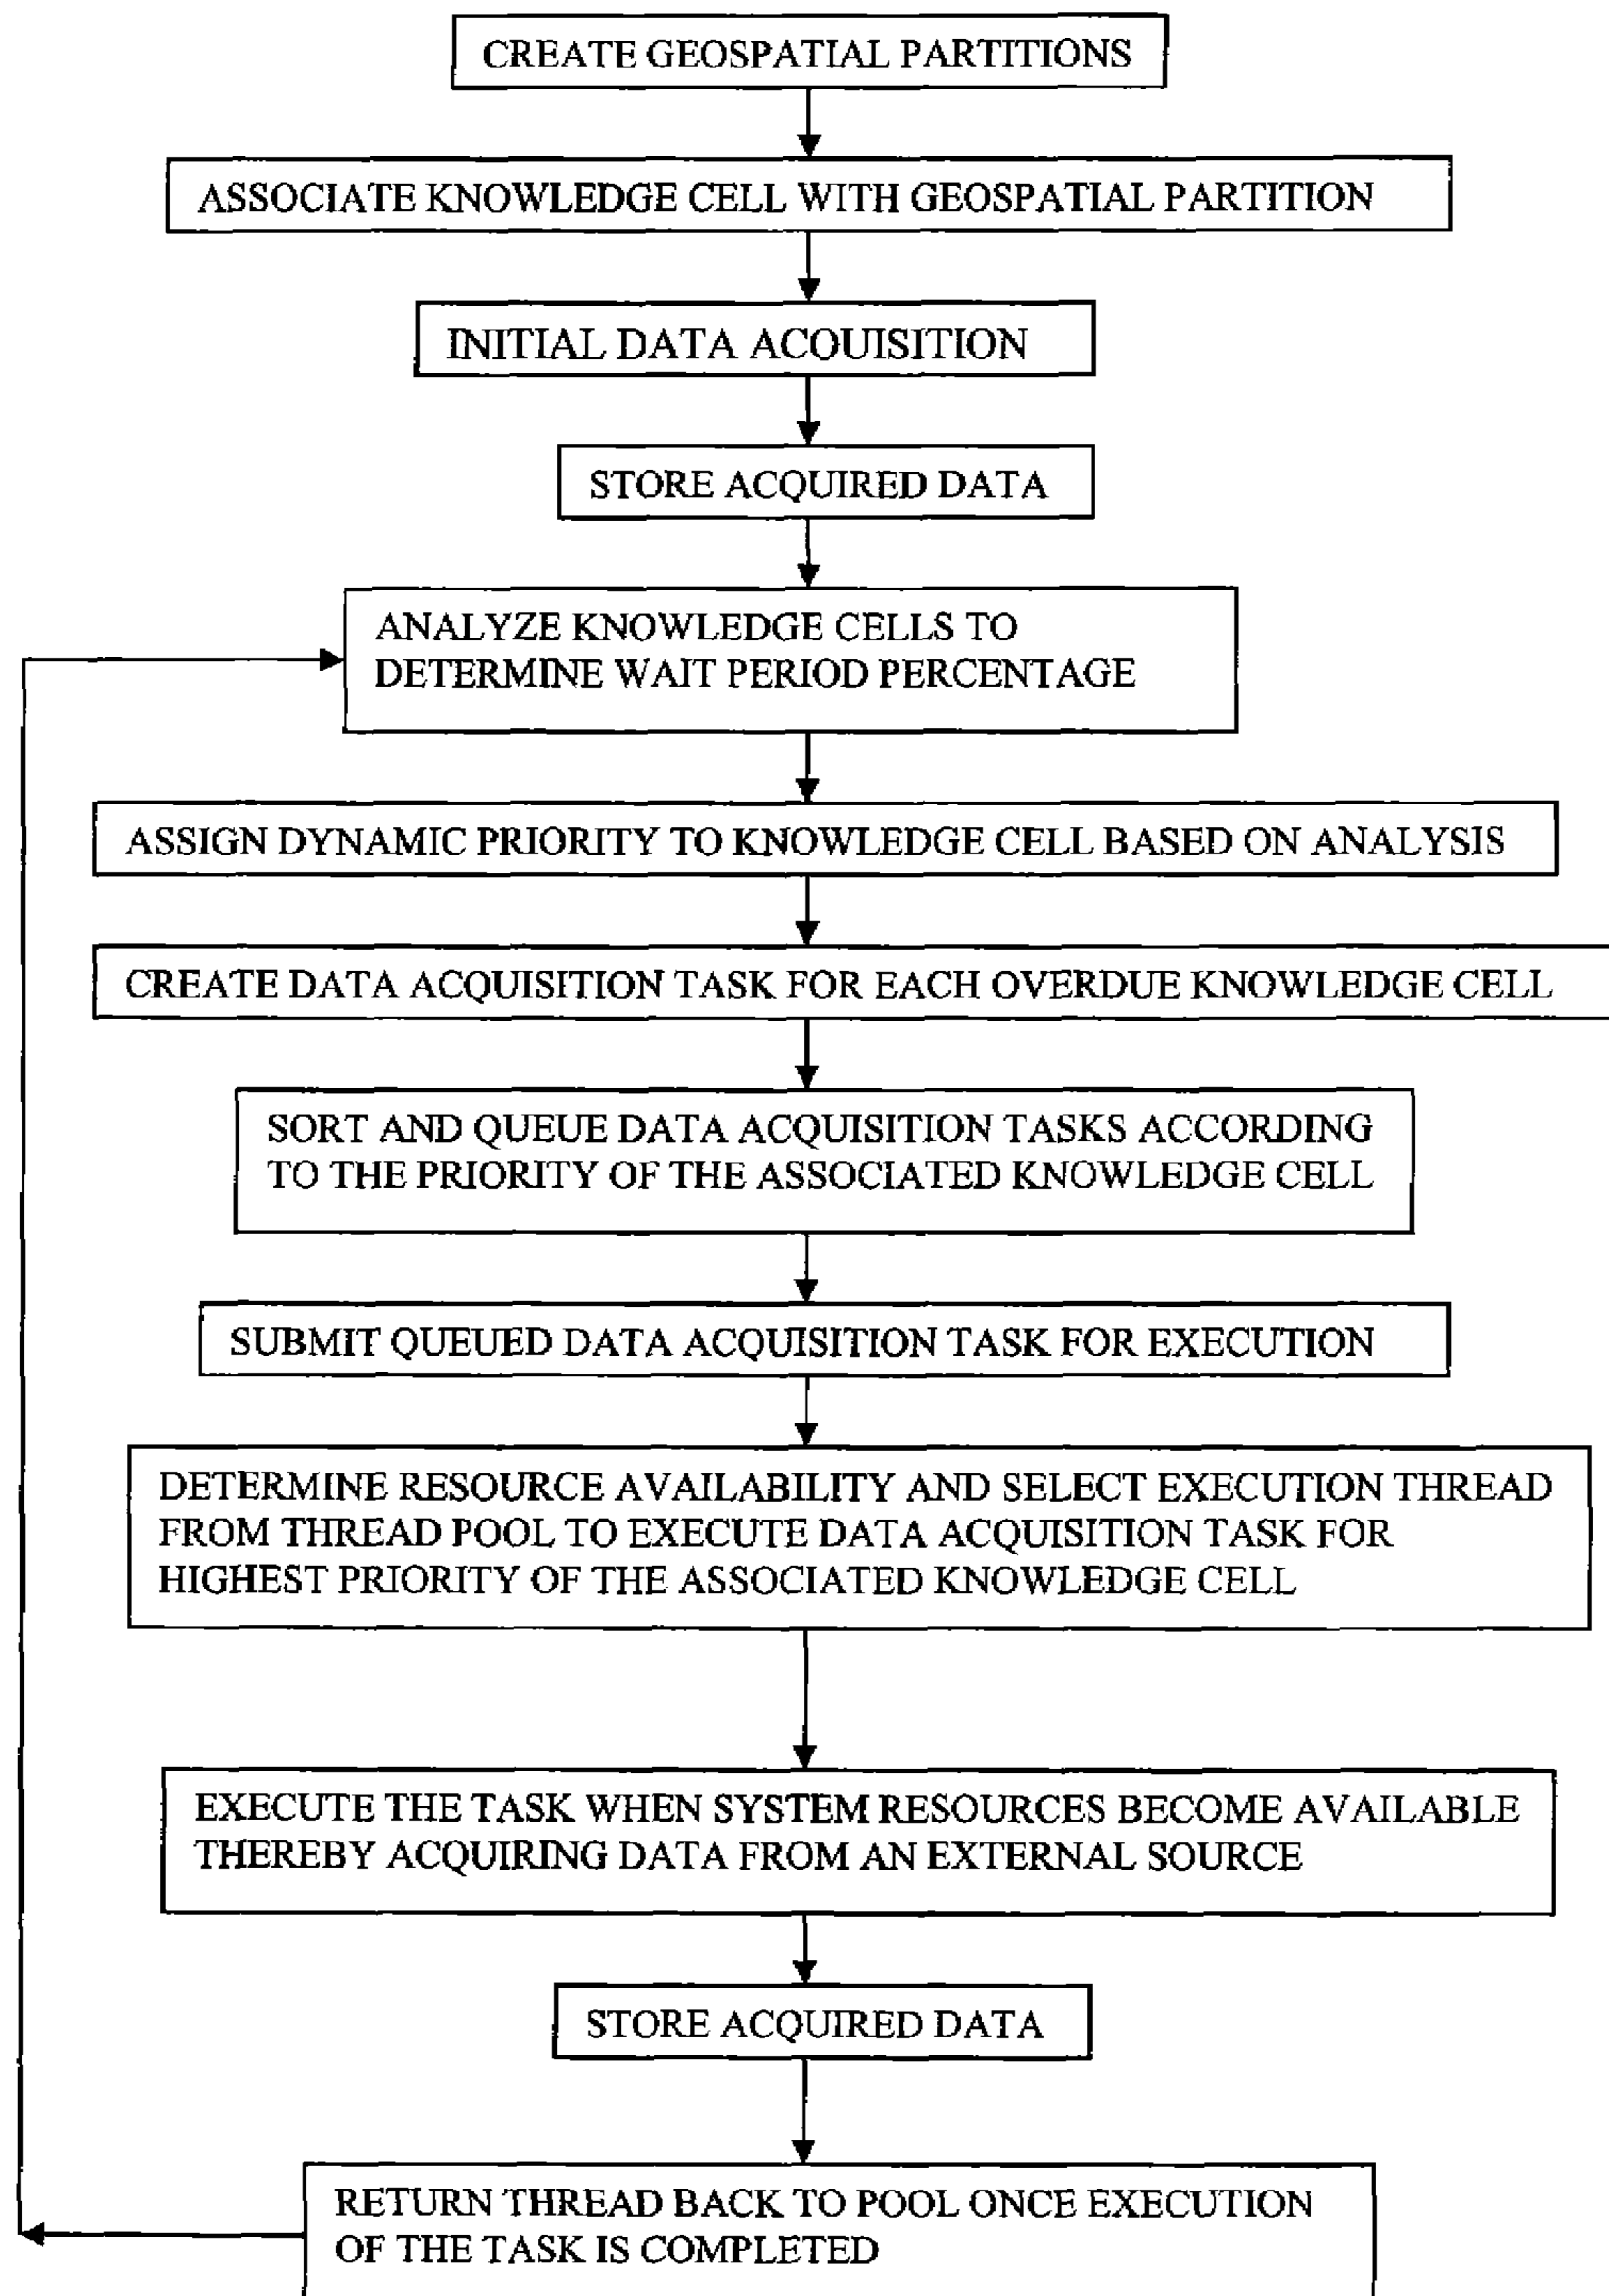 CREATE GEOSPATIAL PARTITIONS
ASSOCIATE KNOWLEDGE CELL WITH GEOSPATIAL PARTITION
INITIAL DATA ACOUISITION
STORE ACQUIRED DATA
ANALYZE KNOWLEDGE CELLS TO
DETERMINE WAIT PERIOD PERCENTAGE
ASSIGN DYNAMIC PRIORITY TO KNOWLEDGE CELL BASED ON ANALYSIS
CREATE DATA ACQUISITION TASK FOR EACH OVERDUE KNOWLEDGE CELL
SORT AND QUEUE DATA ACQUISITION TASKS ACCORDING
TO THE PRIORITY OF THE ASSOCIATED KNOWLEDGE CELL
SUBMIT QUEUED DATA ACQUISITION TASK FOR EXECUTION
DETERMINE RESOURCE AVAILABILITY AND SELECT EXECUTION THREAD
FROM THREAD POOL TO EXECUTE DATA ACQUISITION TASK FOR
HIGHEST PRIORITY OF THE ASSOCIATED KNOWLEDGE CELL
EXECUTE THE TASK WHEN SYSTEM RESOURCES BECOME AVAILABLE
THEREBY ACQUIRING DATA FROM AN EXTERNAL SOURCE
STORE ACQUIRED DATA
RETURN THREAD BACK TO POOL ONCE EXECUTION
OF THE TASK IS COMPLETED